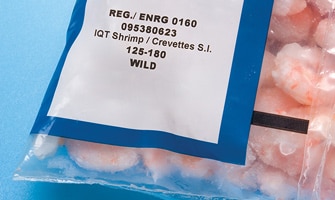 REG./ ENRG 0160
095380623
IQT Shrimp / Crevettes S.I.
125-180
WILD